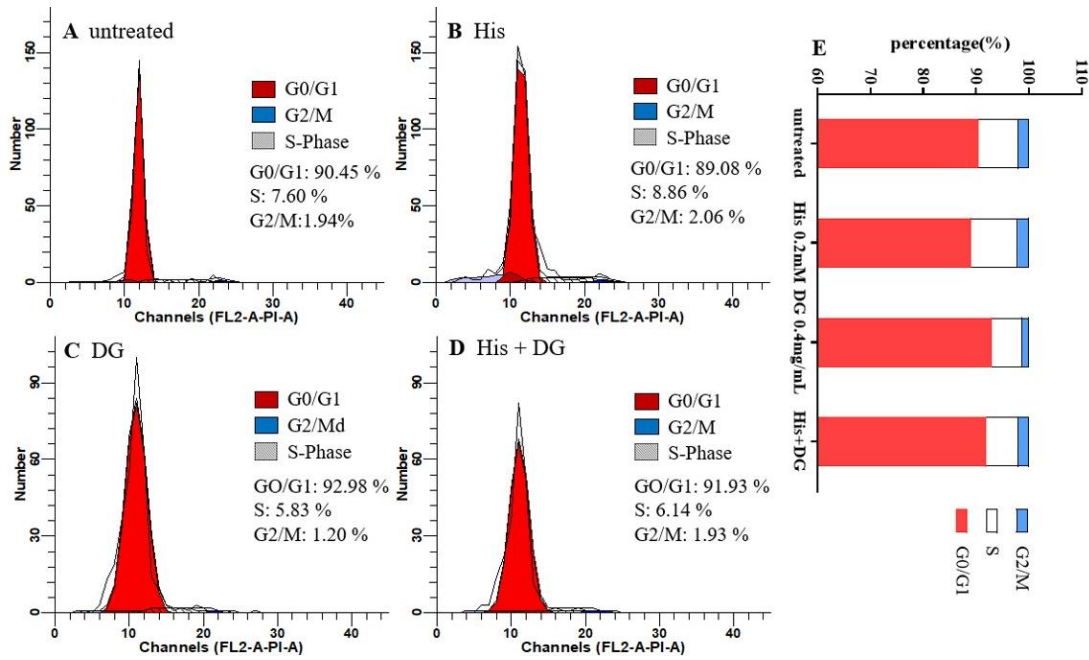 A untreated
150
100
50
0
Number
G0/G1
G2/M
S-Phase
G0/G1: 90.45 %
S: 7.60 %
G2/M:1.94%
0 10 20 30 40
Channels (FL2-A-PI-A)
B His
150
100
50
0
Number
G0/G1
G2/M
S-Phase
G0/G1: 89.08 %
S: 8.86 %
G2/M: 2.06 %
0 10 20 30 40
Channels (FL2-A-PI-A)
C DG
90
60
30
0
Number
G0/G1
G2/Md
S-Phase
GO/G1: 92.98 %
S: 5.83 %
G2/M: 1.20 %
0 10 20 30 40
Channels (FL2-A-PI-A)
D His + DG
90
60
30
0
Number
G0/G1
G2/M
S-Phase
GO/G1: 91.93 %
S: 6.14 %
G2/M: 1.93 %
0 10 20 30 40
Channels (FL2-A-PI-A)
E
percentage(%)
60 70 80 90 100 110
untreated
His 0.2mM
DG 0.4mg/mL
His+DG
G0/G1
S
G2/M